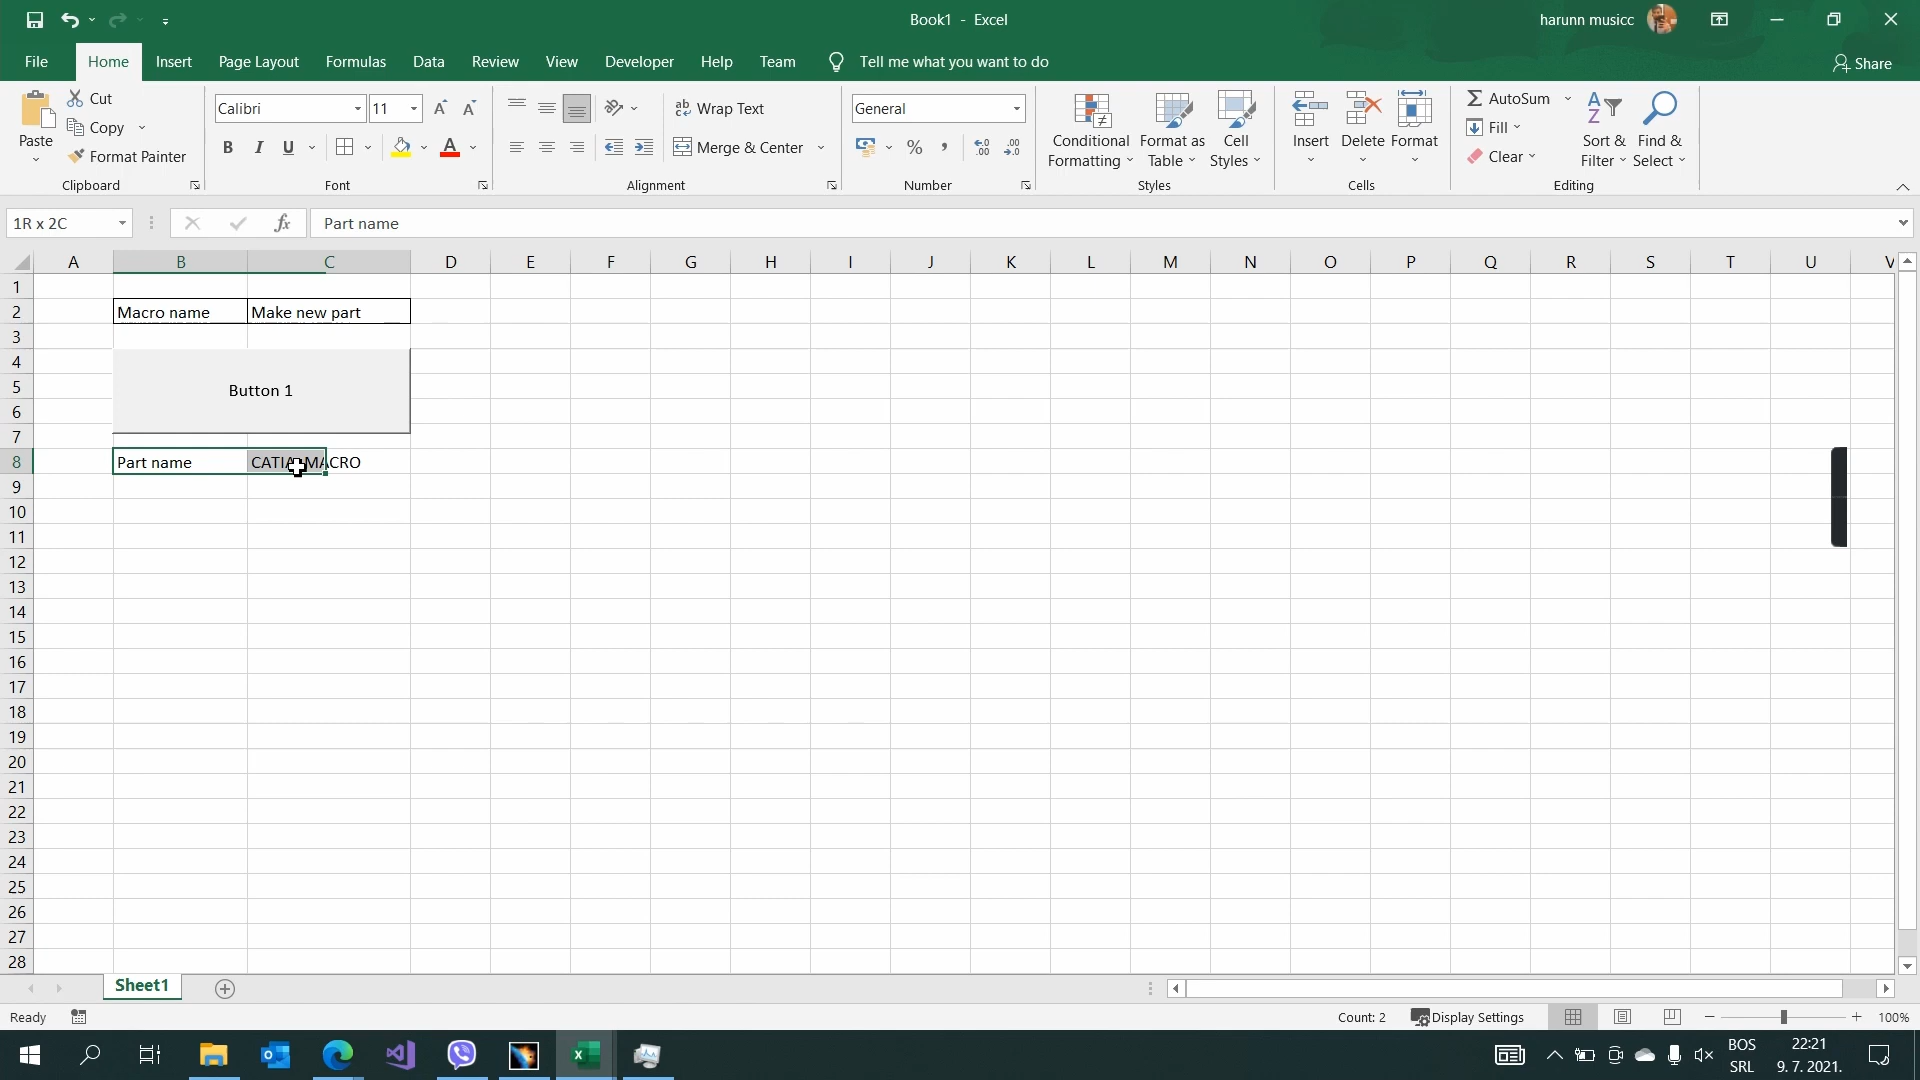 Book1 - Excel
harunn musicc
File Home Insert Page Layout Formulas Data Review View Developer Help Team Tell me what you want to do
Share
Paste
Cut
Copy
Format Painter
Clipboard
Calibri 11
B I U
Font
ab Wrap Text
Merge & Center
Alignment
General
Number
Conditional Formatting
Format as Table
Cell Styles
Styles
Insert
Delete
Format
Cells
AutoSum
Fill
Clear
Sort & Filter
Find & Select
Editing
1R x 2C
fx
Part name
A B C D E F G H I J K L M N O P Q R S T U V
1
2 Macro name Make new part
3
4
5 Button 1
6
7
8 Part name CATIA MACRO
9
10
11
12
13
14
15
16
17
18
19
20
21
22
23
24
25
26
27
28
Sheet1
Ready
Count: 2
Display Settings
100%
BOS
SRL
22:21
9. 7. 2021.